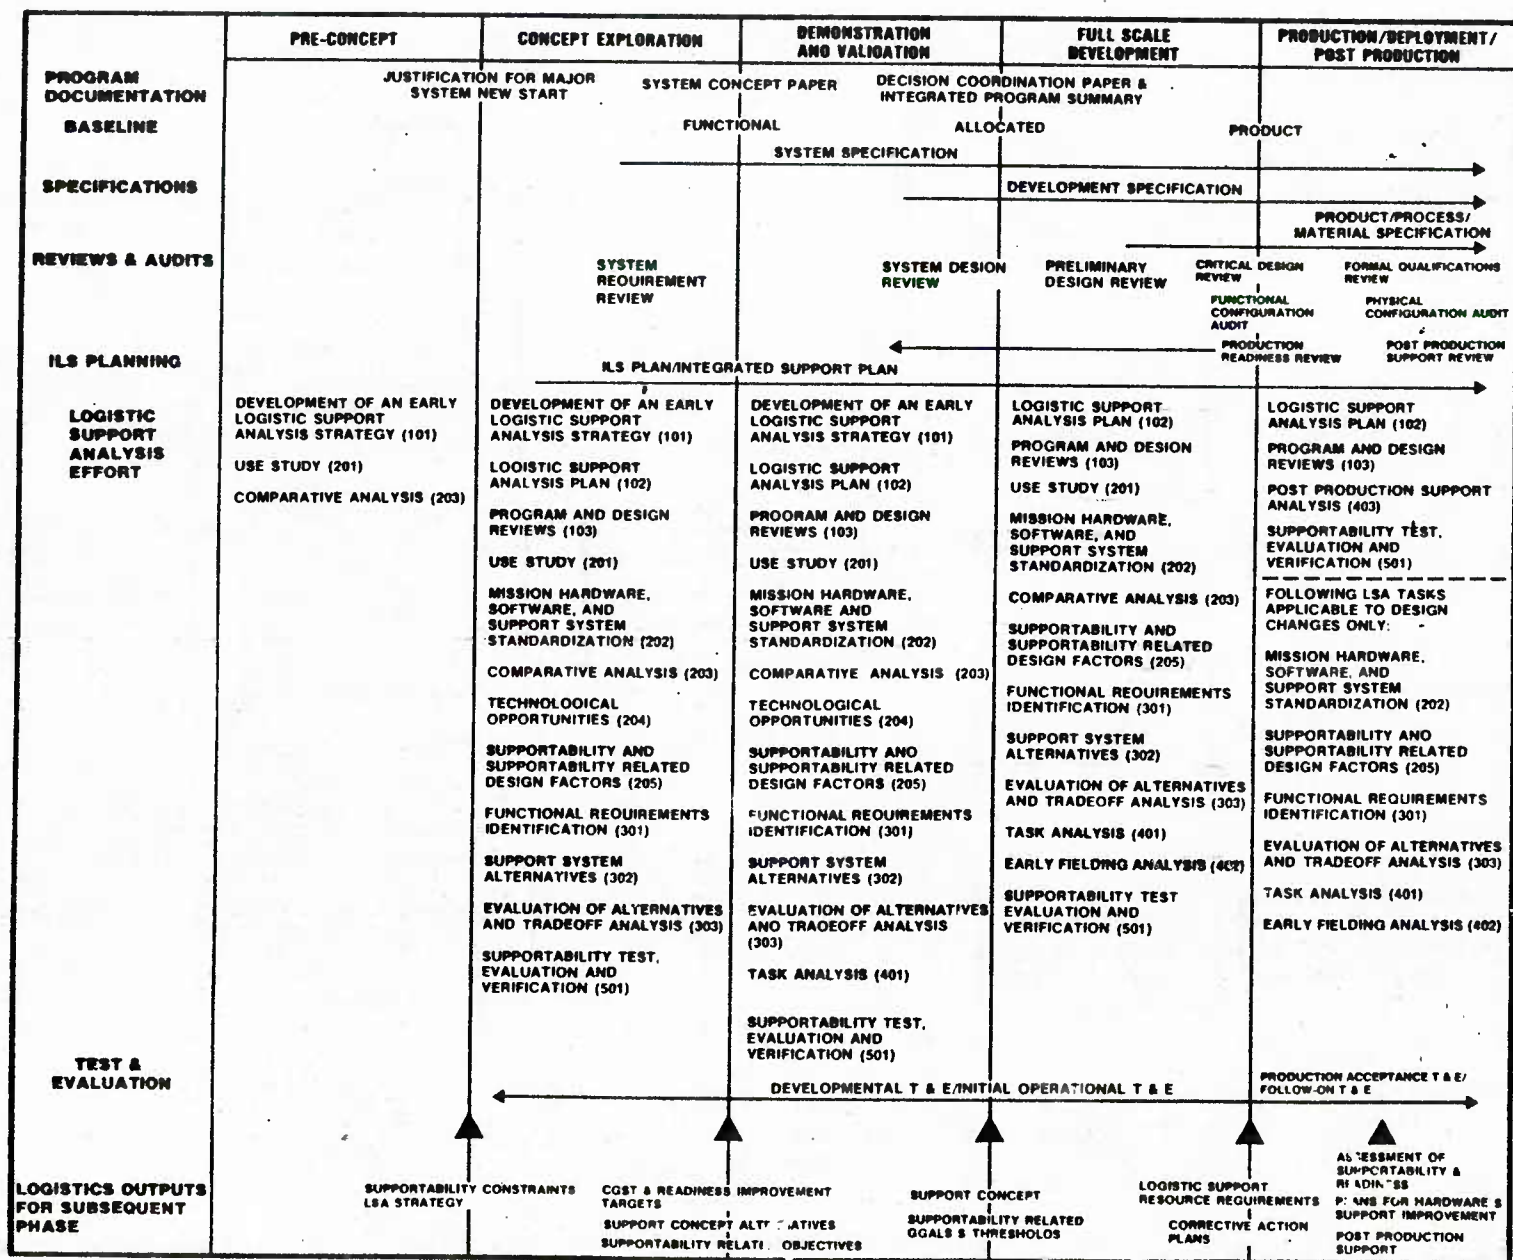 PRE-CONCEPT
CONCEPT EXPLORATION
DEMONSTRATION
AND VALIDATION
FULL SCALE
DEVELOPMENT
PRODUCTION/DEPLOYMENT/
POST PRODUCTION
PROGRAM
DOCUMENTATION
JUSTIFICATION FOR MAJOR
SYSTEM NEW START
SYSTEM CONCEPT PAPER
DECISION COORDINATION PAPER &
INTEGRATED PROGRAM SUMMARY
BASELINE
FUNCTIONAL
ALLOCATED
PRODUCT
SPECIFICATIONS
SYSTEM SPECIFICATION
DEVELOPMENT SPECIFICATION
PRODUCT/PROCESS/
MATERIAL SPECIFICATION
REVIEWS & AUDITS
SYSTEM
REQUIREMENT
REVIEW
SYSTEM DESIGN
REVIEW
PRELIMINARY
DESIGN REVIEW
CRITICAL DESIGN
REVIEW
FORMAL QUALIFICATIONS
REVIEW
FUNCTIONAL
CONFIGURATION
AUDIT
PHYSICAL
CONFIGURATION AUDIT
PRODUCTION
READINESS REVIEW
POST PRODUCTION
SUPPORT REVIEW
ILS PLANNING
ILS PLAN/INTEGRATED SUPPORT PLAN
LOGISTIC
SUPPORT
ANALYSIS
EFFORT
DEVELOPMENT OF AN EARLY
LOGISTIC SUPPORT
ANALYSIS STRATEGY (101)
USE STUDY (201)
COMPARATIVE ANALYSIS (203)
DEVELOPMENT OF AN EARLY
LOGISTIC SUPPORT
ANALYSIS STRATEGY (101)
LOOISTIC SUPPORT
ANALYSIS PLAN (102)
PROGRAM AND DESIGN
REVIEWS (103)
USE STUDY (201)
MISSION HARDWARE,
SOFTWARE, AND
SUPPORT SYSTEM
STANDARDIZATION (202)
COMPARATIVE ANALYSIS (203)
TECHNOLOOICAL
OPPORTUNITIES (204)
SUPPORTABILITY AND
SUPPORTABILITY RELATED
DESIGN FACTORS (205)
FUNCTIONAL REOUIREMENTS
IDENTIFICATION (301)
SUPPORT SYSTEM
ALTERNATIVES (302)
EVALUATION OF ALTERNATIVES
AND TRADEOFF ANALYSIS (303)
SUPPORTABILITY TEST,
EVALUATION AND
VERIFICATION (501)
DEVELOPMENT OF AN EARLY
LOGISTIC SUPPORT
ANALYSIS STRATEGY (101)
LOGISTIC SUPPORT
ANALYSIS PLAN (102)
PROORAM AND DESIGN
REVIEWS (103)
USE STUDY (201)
MISSION HARDWARE,
SOFTWARE AND
SUPPORT SYSTEM
STANDARDIZATION (202)
COMPARATIVE ANALYSIS (203)
TECHNOLOGICAL
OPPORTUNITIES (204)
SUPPORTABILITY ANO
SUPPORTABILITY RELATED
DESIGN FACTORS (205)
FUNCTIONAL REOUIREMENTS
IDENTIFICATION (301)
SUPPORT SYSTEM
ALTERNATIVES (302)
EVALUATION OF ALTERNATIVES
AND TRAOEOFF ANALYSIS
(303)
TASK ANALYSIS (401)
SUPPORTABILITY TEST,
EVALUATION AND
VERIFICATION (501)
LOGISTIC SUPPORT
ANALYSIS PLAN (102)
PROGRAM AND DESION
REVIEWS (103)
USE STUDY (201)
MISSION HARDWARE,
SOFTWARE, AND
SUPPORT SYSTEM
STANDARDIZATION (202)
COMPARATIVE ANALYSIS (203)
SUPPORTABILITY AND
SUPPORTABILITY RELATED
DESIGN FACTORS (205)
FUNCTIONAL REOUIREMENTS
IDENTIFICATION (301)
SUPPORT SYSTEM
ALTERNATIVES (302)
EVALUATION OF ALTERNATIVES
AND TRADEOFF ANALYSIS (303)
TASK ANALYSIS (401)
EARLY FIELDING ANALYSIS (402)
SUPPORTABILITY TEST
EVALUATION AND
VERIFICATION (501)
LOGISTIC SUPPORT
ANALYSIS PLAN (102)
PROGRAM AND DESIGN
REVIEWS (103)
POST PRODUCTION SUPPORT
ANALYSIS (403)
SUPPORTABILITY TEST,
EVALUATION AND
VERIFICATION (501)
FOLLOWING LSA TASKS
APPLICABLE TO DESIGN
CHANGES ONLY:
MISSION HARDWARE,
SOFTWARE, AND
SUPPORT SYSTEM
STANDARDIZATION (202)
SUPPORTABILITY ANO
SUPPORTABILITY RELATED
DESIGN FACTORS (205)
FUNCTIONAL REQUIREMENTS
IDENTIFICATION (301)
EVALUATION OF ALTERNATIVES
AND TRADEOFF ANALYSIS (303)
TASK ANALYSIS (401)
EARLY FIELDING ANALYSIS (402)
TEST &
EVALUATION
DEVELOPMENTAL T & E/INITIAL OPERATIONAL T & E
PRODUCTION ACCEPTANCE T & E/
FOLLOW-ON T & E
LOGISTICS OUTPUTS
FOR SUBSEQUENT
PHASE
SUPPORTABILITY CONSTRAINTS
LSA STRATEGY
COST & READINESS IMPROVEMENT
TARGETS
SUPPORT CONCEPT
SUPPORTABILITY OBJECTIVES
SUPPORT CONCEPT
SUPPORTABILITY RELATED
GOALS S THRESHOLOS
LOGISTIC SUPPORT
RESOURCE REQUIREMENTS
CORRECTIVE ACTION
PLANS
ASSESSMENT OF
SUPPORTABILITY &
FOR HARDWARE S
SUPPORT IMPROVEMENT
POST PRODUCTION
SUPPORT